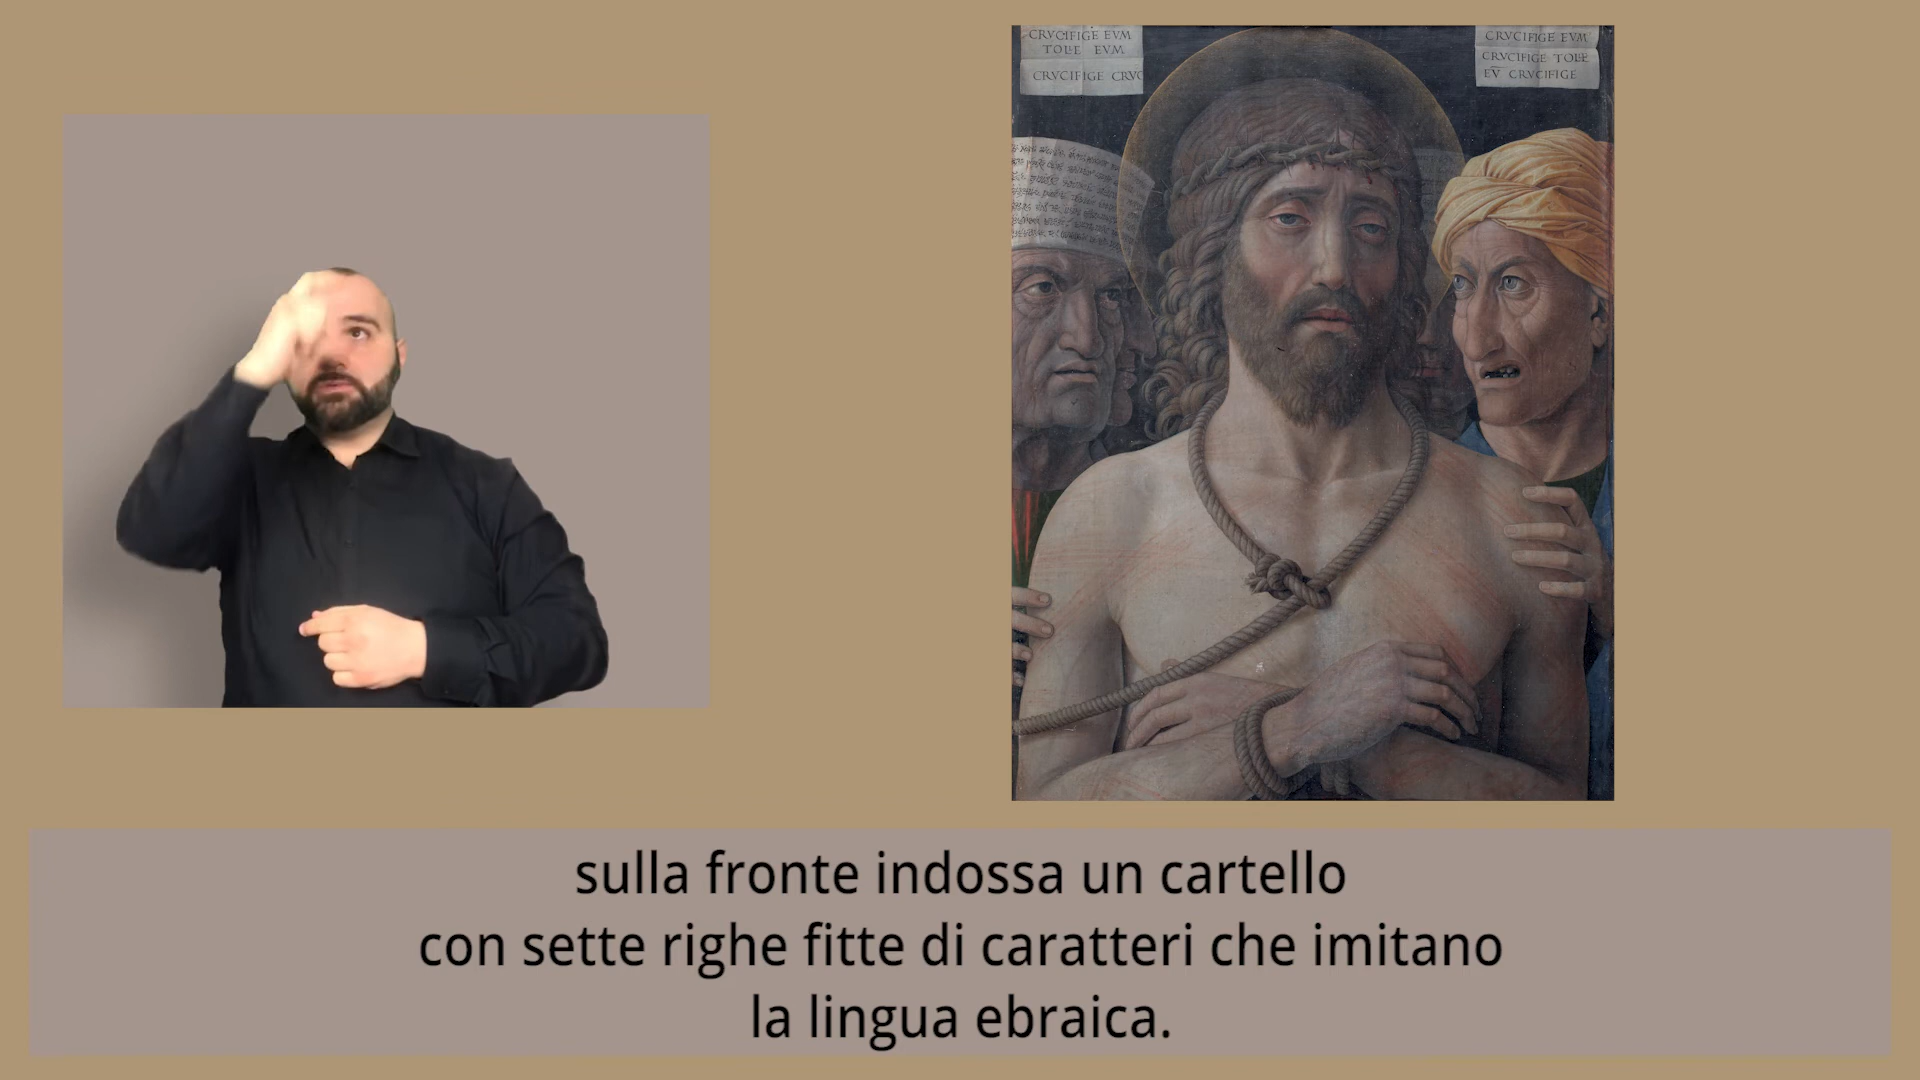 CRVCIFIGE EVM
TOLLE EVM
CRVCIFIGE CRVC
CRVCIFIGE EVM
CRVCIFIGE TOLE
EV̅ CRVCIFIGE
sulla fronte indossa un cartello
con sette righe fitte di caratteri che imitano
la lingua ebraica.